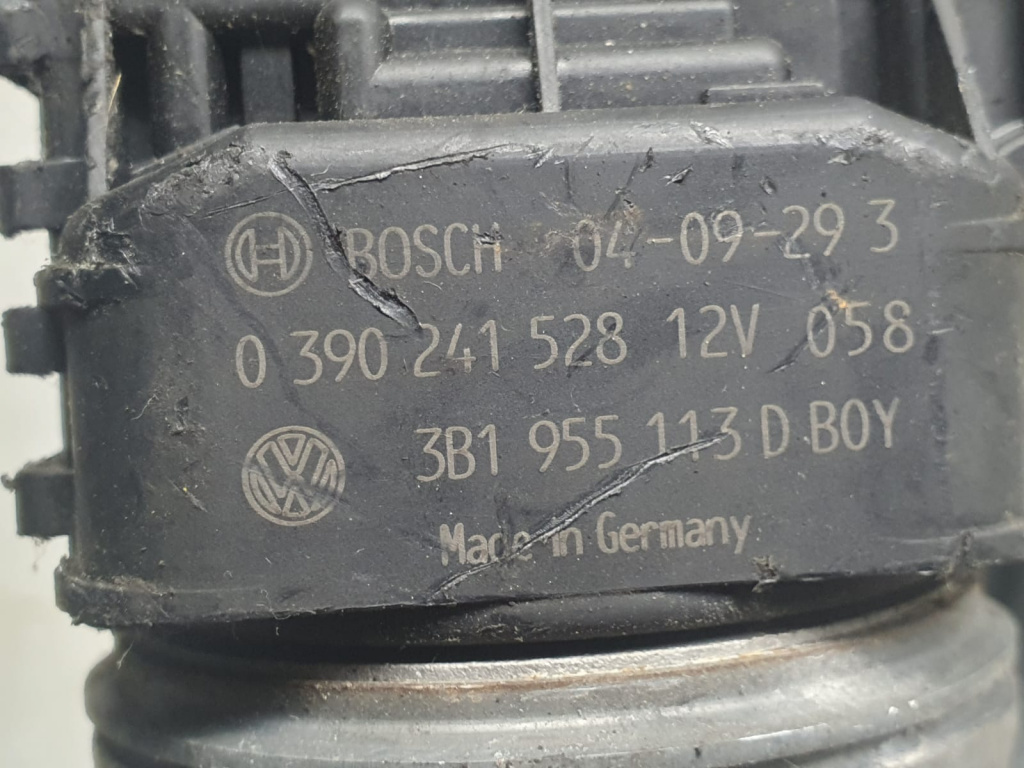 BOSCH 04-09-29 3
0 390 241 528 12V 058
3B1 955 113 D BOY
Made in Germany